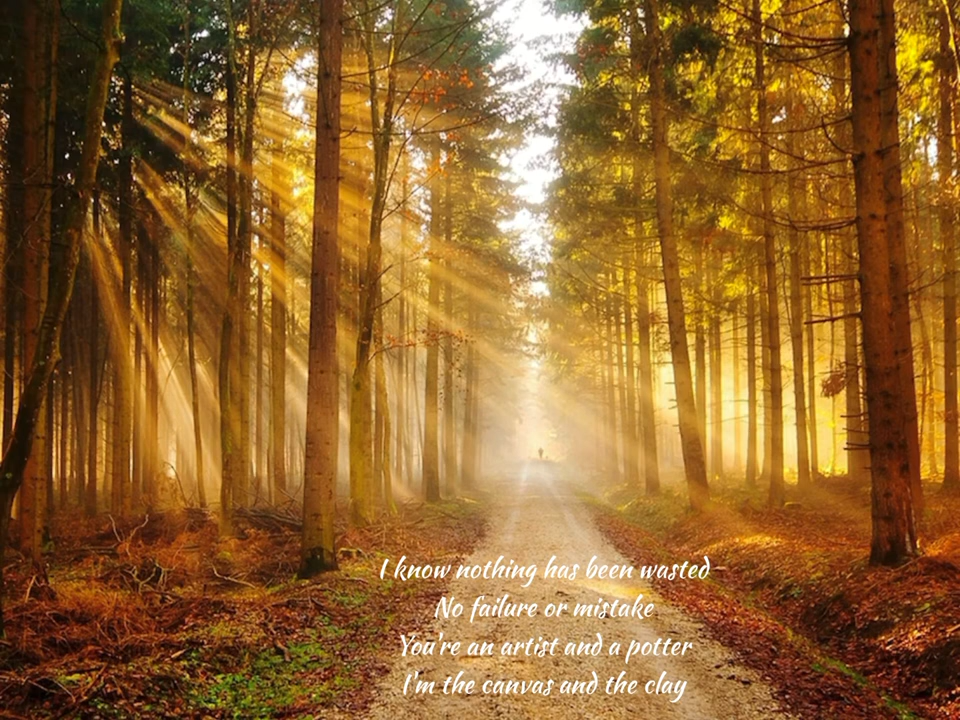 I know nothing has been wasted
No failure or mistake
You're an artist and a potter
I'm the canvas and the clay